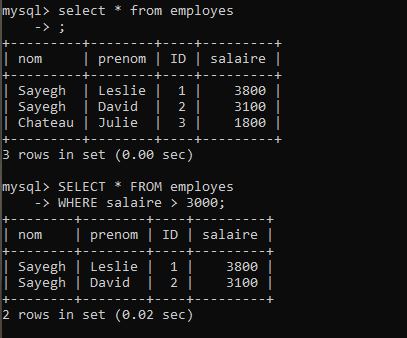 mysql> select * from employes
    -> ;
+---------+--------+----+---------+
| nom     | prenom | ID | salaire |
+---------+--------+----+---------+
| Sayegh  | Leslie |  1 |    3800 |
| Sayegh  | David  |  2 |    3100 |
| Chateau | Julie  |  3 |    1800 |
+---------+--------+----+---------+
3 rows in set (0.00 sec)

mysql> SELECT * FROM employes
    -> WHERE salaire > 3000;
+--------+--------+----+---------+
| nom    | prenom | ID | salaire |
+--------+--------+----+---------+
| Sayegh | Leslie |  1 |    3800 |
| Sayegh | David  |  2 |    3100 |
+--------+--------+----+---------+
2 rows in set (0.02 sec)